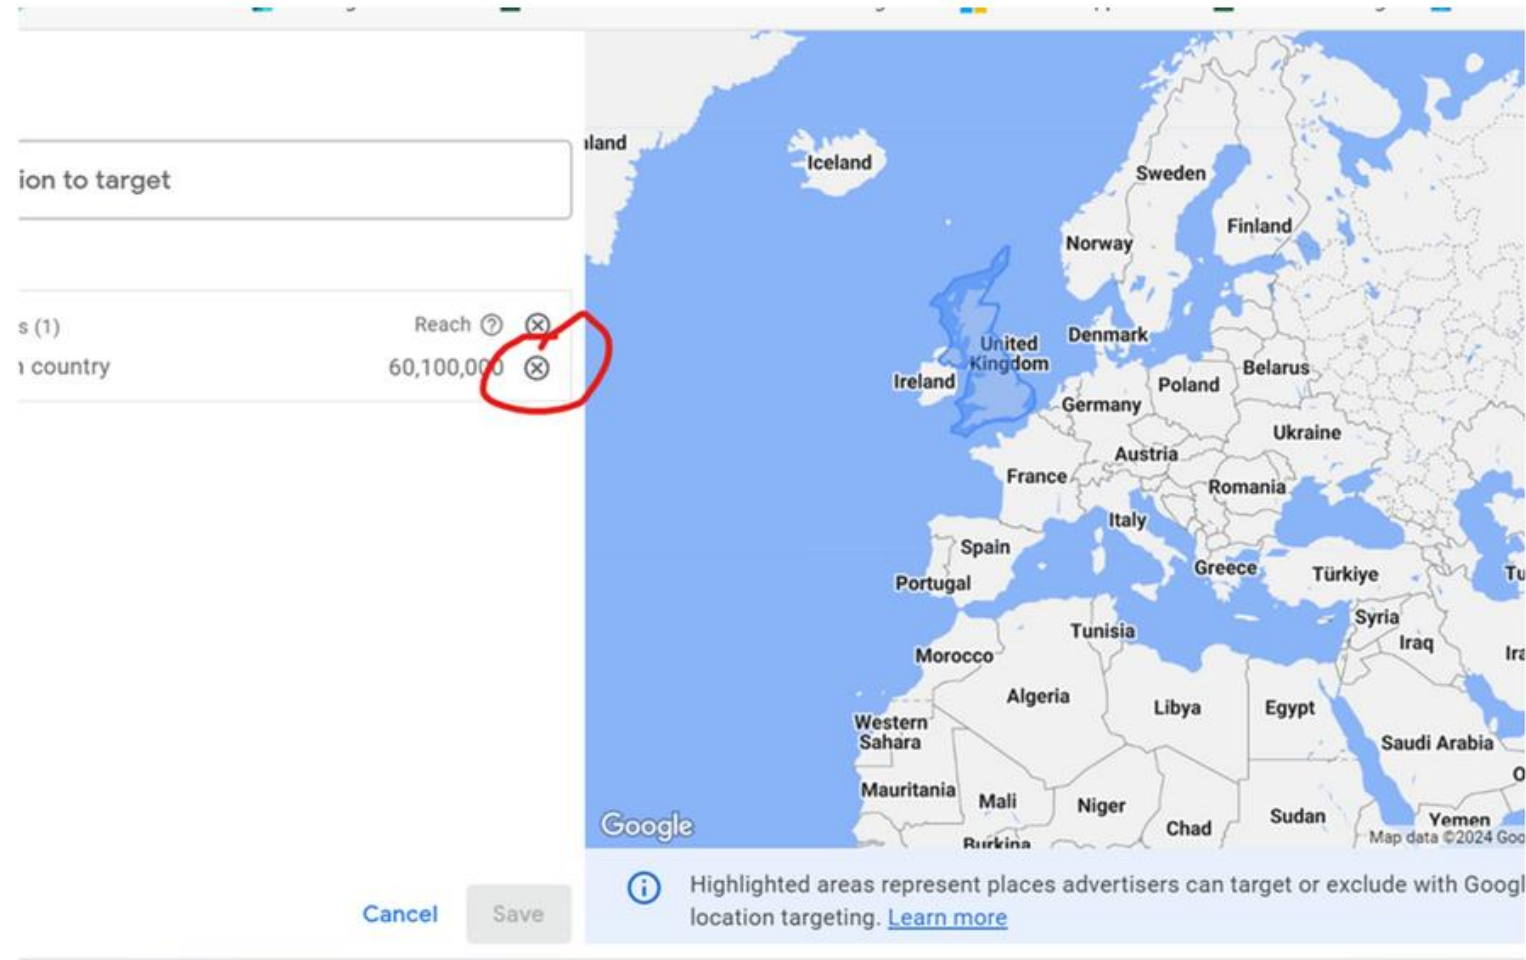 ion to target
s (1)
Reach
country
60,100,000
Iceland
Sweden
Finland
Norway
United
Kingdom
Denmark
Ireland
Belarus
Poland
Germany
Ukraine
Austria
France
Romania
Italy
Spain
Greece
Türkiye
Portugal
Syria
Tunisia
Iraq
Morocco
Algeria
Libya
Egypt
Western
Sahara
Saudi Arabia
Mauritania
Mali
Niger
Sudan
Chad
Yemen
Burkina
Google
Map data ©2024 Goo
Highlighted areas represent places advertisers can target or exclude with Googl
location targeting. Learn more
Cancel
Save